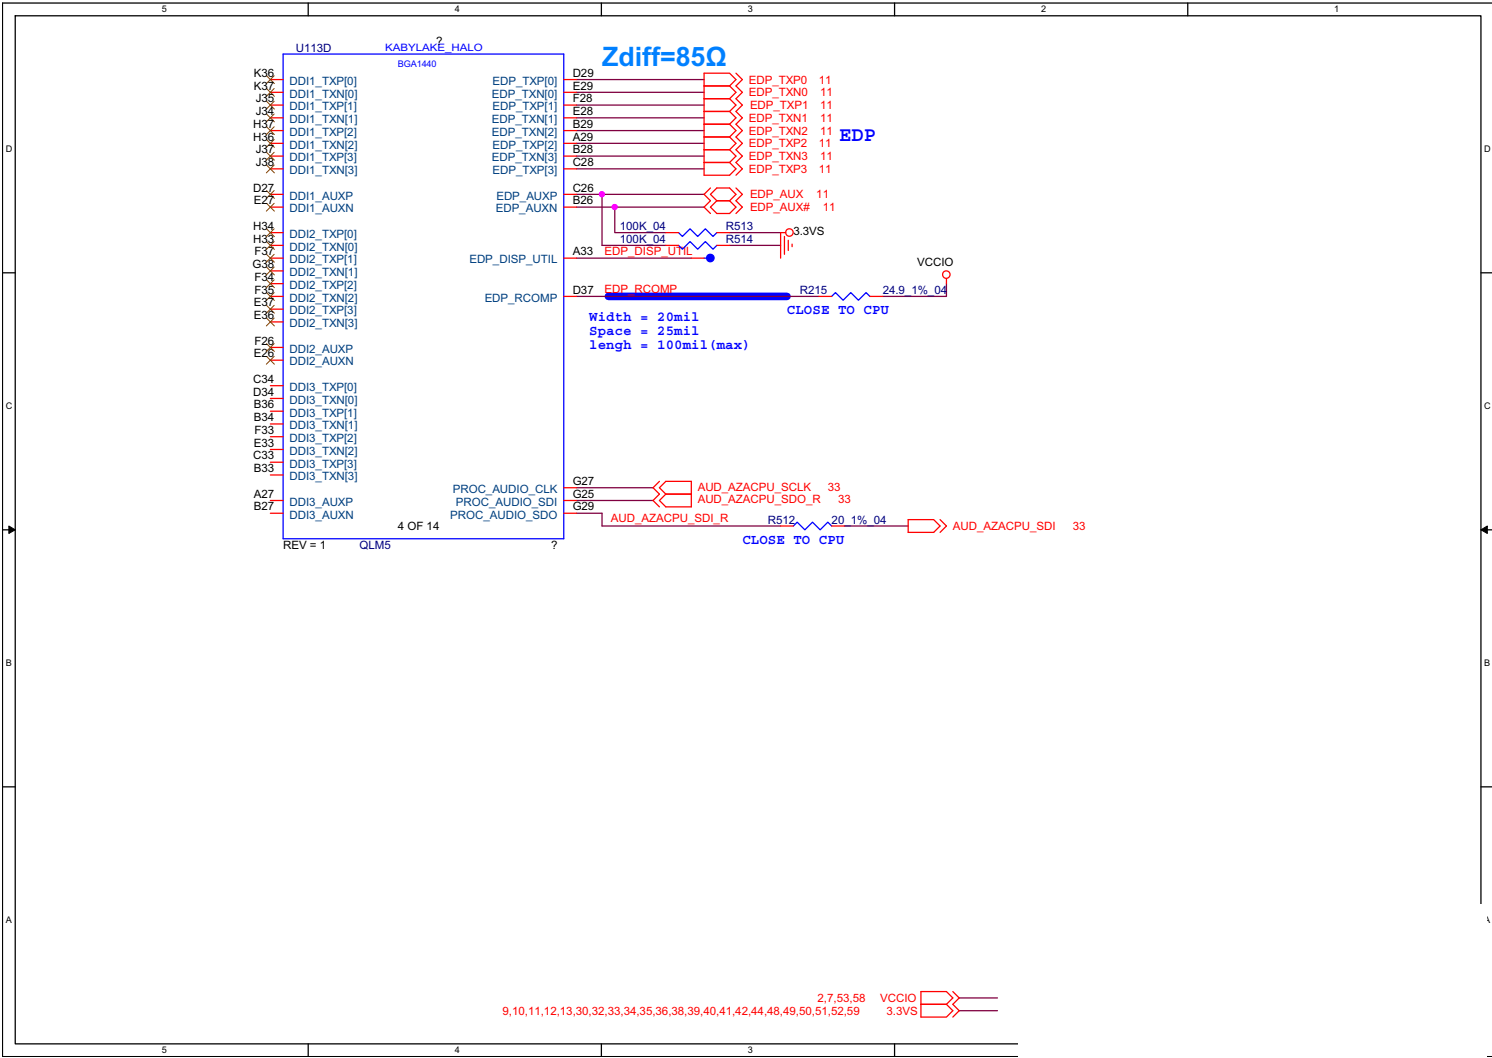 5 4 3 2 1
?
U113D KABYLAKE_HALO
BGA1440
Zdiff=85Ω
K36 DDI1_TXP[0] EDP_TXP[0] D29 EDP_TXP0 11
K37 DDI1_TXN[0] EDP_TXN[0] E29 EDP_TXN0 11
J35 DDI1_TXP[1] EDP_TXP[1] F28 EDP_TXP1 11
J34 DDI1_TXN[1] EDP_TXN[1] E28 EDP_TXN1 11
H37 DDI1_TXP[2] EDP_TXN[2] B29 EDP_TXN2 11
EDP
H36 DDI1_TXN[2] EDP_TXP[2] A29 EDP_TXP2 11
J37 DDI1_TXP[3] EDP_TXN[3] B28 EDP_TXN3 11
J38 DDI1_TXN[3] EDP_TXP[3] C28 EDP_TXP3 11
D D
D27 DDI1_AUXP EDP_AUXP C26 EDP_AUX 11
E27 DDI1_AUXN EDP_AUXN B26 EDP_AUX# 11
H34 DDI2_TXP[0] 100K_04 R513 3.3VS
H33 DDI2_TXN[0] 100K_04 R514
F37 DDI2_TXP[1] EDP_DISP_UTIL A33 EDP_DISP_UTIL
G38 DDI2_TXN[1] VCCIO
F34 DDI2_TXP[2]
F35 DDI2_TXN[2] EDP_RCOMP D37 EDP_RCOMP R215 24.9_1%_04
E37 DDI2_TXP[3] CLOSE TO CPU
E36 DDI2_TXN[3] Width = 20mil
Space = 25mil
lengh = 100mil(max)
F26 DDI2_AUXP
E26 DDI2_AUXN
C34 DDI3_TXP[0]
D34 DDI3_TXN[0]
B36 DDI3_TXP[1]
C C
B34 DDI3_TXN[1]
F33 DDI3_TXP[2]
E33 DDI3_TXN[2]
C33 DDI3_TXP[3]
B33 DDI3_TXN[3]
PROC_AUDIO_CLK G27 AUD_AZACPU_SCLK 33
A27 DDI3_AUXP PROC_AUDIO_SDI G25 AUD_AZACPU_SDO_R 33
B27 DDI3_AUXN PROC_AUDIO_SDO G29 AUD_AZACPU_SDI_R R512 20_1%_04 AUD_AZACPU_SDI 33
4 OF 14
CLOSE TO CPU
REV = 1 QLM5 ?
B B
A
2,7,53,58 VCCIO
9,10,11,12,13,30,32,33,34,35,36,38,39,40,41,42,44,48,49,50,51,52,59 3.3VS
5 4 3